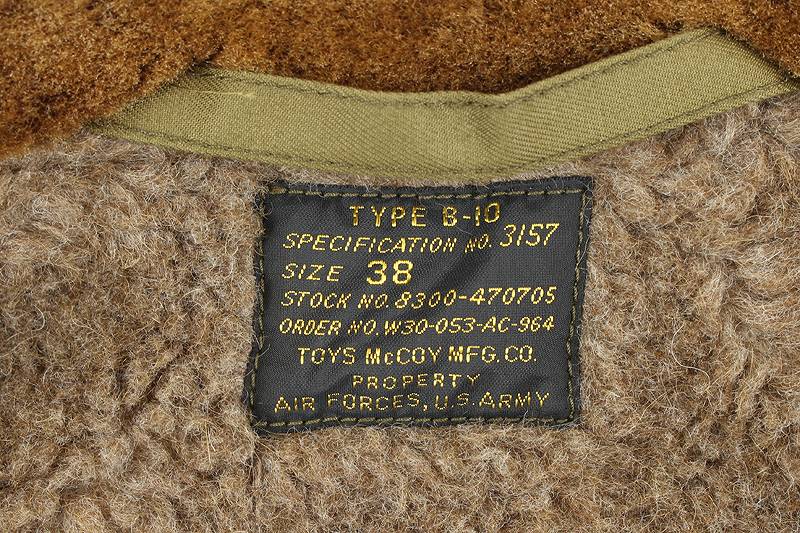 TYPE B-10
SPECIFICATION NO. 3157
SIZE 38
STOCK NO. 8300-470705
ORDER NO. W30-053-AC-964
TOYS McCOY MFG. CO.
PROPERTY
AIR FORCES, U.S. ARMY